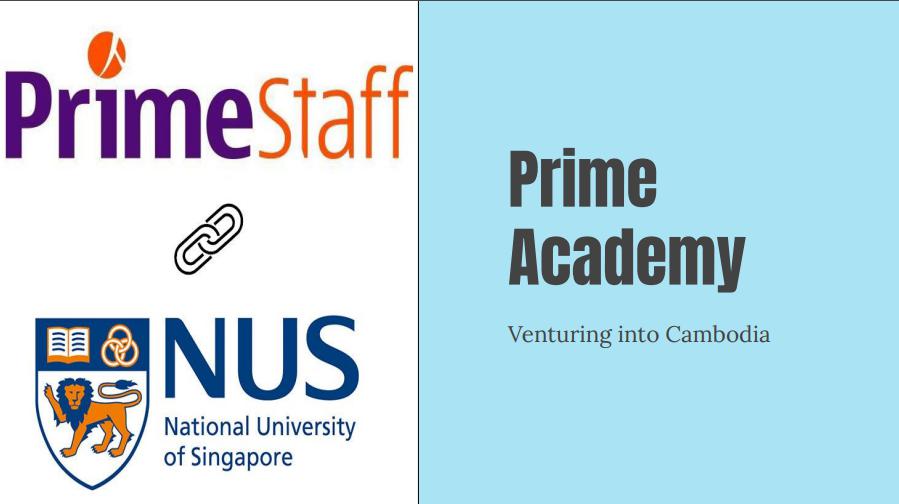 PrimeStaff
NUS
National University
of Singapore
Prime
Academy
Venturing into Cambodia